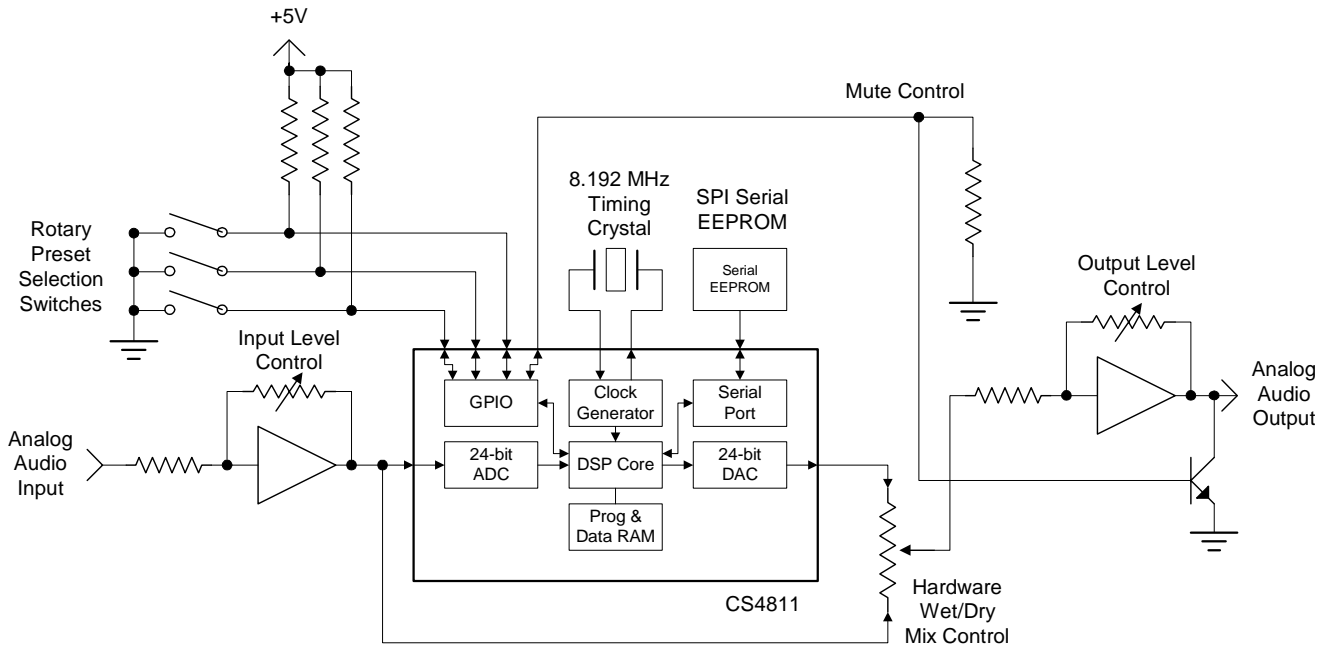 +5V
Mute Control
8.192 MHz
Timing
Crystal
SPI Serial
EEPROM
Rotary
Preset
Selection
Switches
Serial
EEPROM
Output Level
Control
Input Level
Control
GPIO
Clock
Generator
Serial
Port
Analog
Audio
Output
Analog
Audio
Input
24-bit
ADC
DSP Core
24-bit
DAC
Prog &
Data RAM
CS4811
Hardware
Wet/Dry
Mix Control